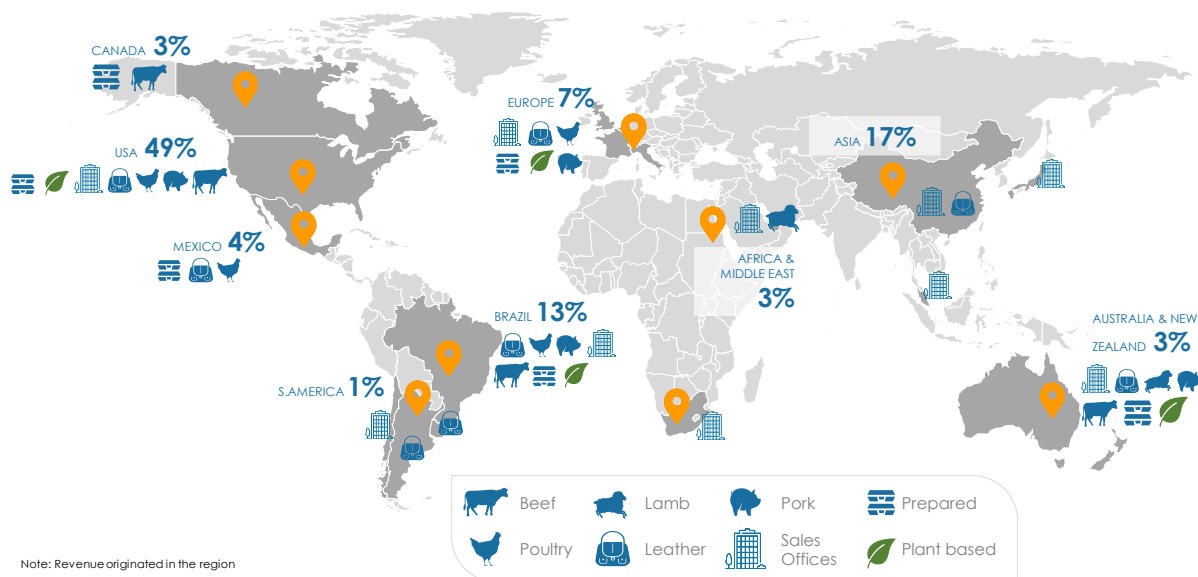 CANADA 3%
EUROPE 7%
USA 49%
ASIA 17%
MEXICO 4%
AFRICA &
MIDDLE EAST
3%
BRAZIL 13%
AUSTRALIA & NEW
ZEALAND 3%
S.AMERICA 1%
Beef
Lamb
Pork
Prepared
Poultry
Leather
Sales
Offices
Plant based
Note: Revenue originated in the region